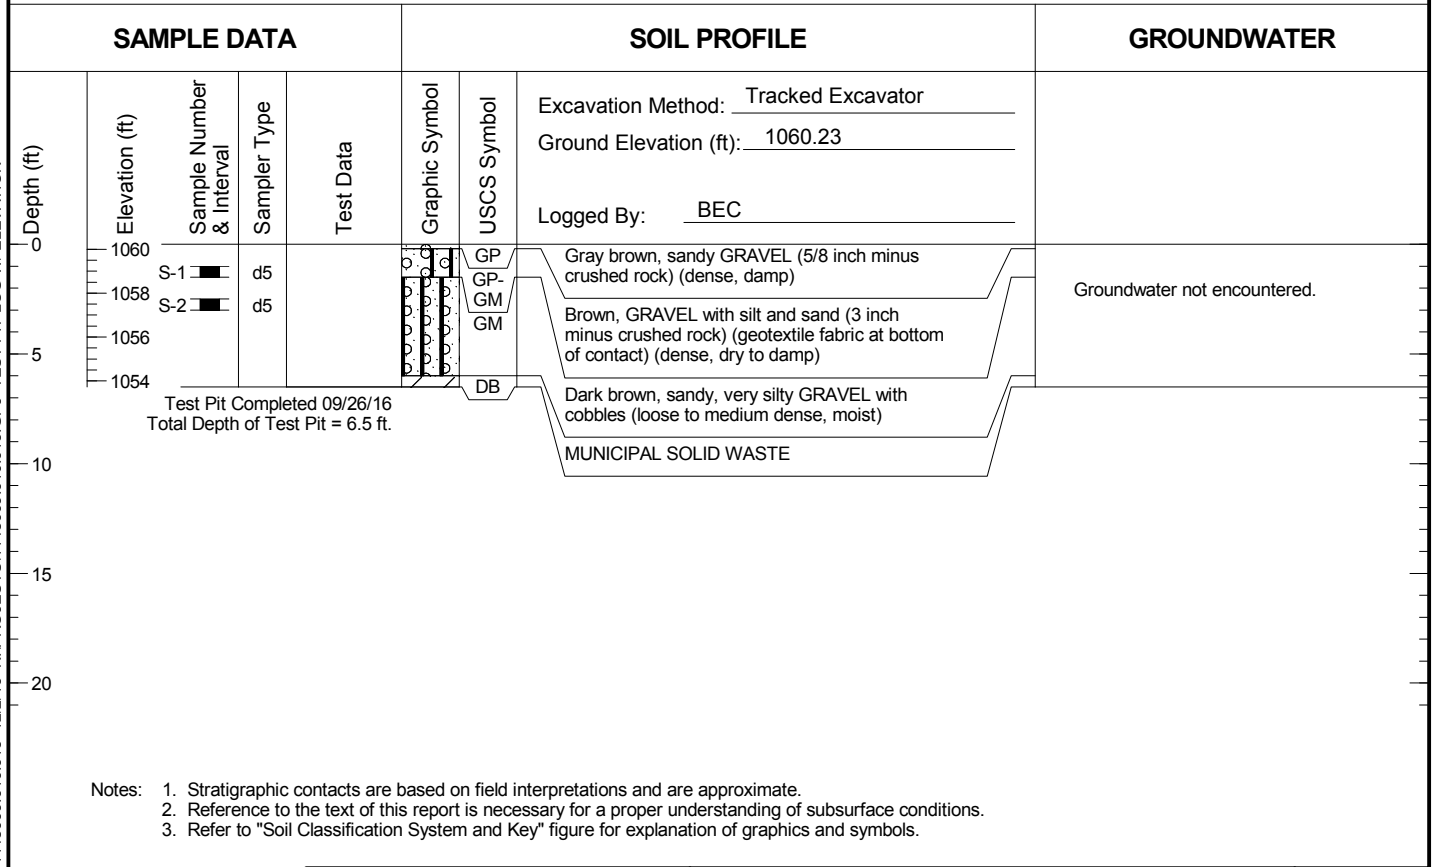 SAMPLE DATA
SOIL PROFILE
GROUNDWATER
Depth (ft)
Elevation (ft)
Sample Number
& Interval
Sampler Type
Test Data
Graphic Symbol
USCS Symbol
Excavation Method: Tracked Excavator
Ground Elevation (ft): 1060.23
Logged By: BEC
0
1060
S-1
d5
1058
S-2
d5
1056
5
1054
10
15
20
GP
GP-
GM
GM
DB
Gray brown, sandy GRAVEL (5/8 inch minus
crushed rock) (dense, damp)
Brown, GRAVEL with silt and sand (3 inch
minus crushed rock) (geotextile fabric at bottom
of contact) (dense, dry to damp)
Dark brown, sandy, very silty GRAVEL with
cobbles (loose to medium dense, moist)
MUNICIPAL SOLID WASTE
Groundwater not encountered.
Test Pit Completed 09/26/16
Total Depth of Test Pit = 6.5 ft.
Notes: 1. Stratigraphic contacts are based on field interpretations and are approximate.
2. Reference to the text of this report is necessary for a proper understanding of subsurface conditions.
3. Refer to "Soil Classification System and Key" figure for explanation of graphics and symbols.